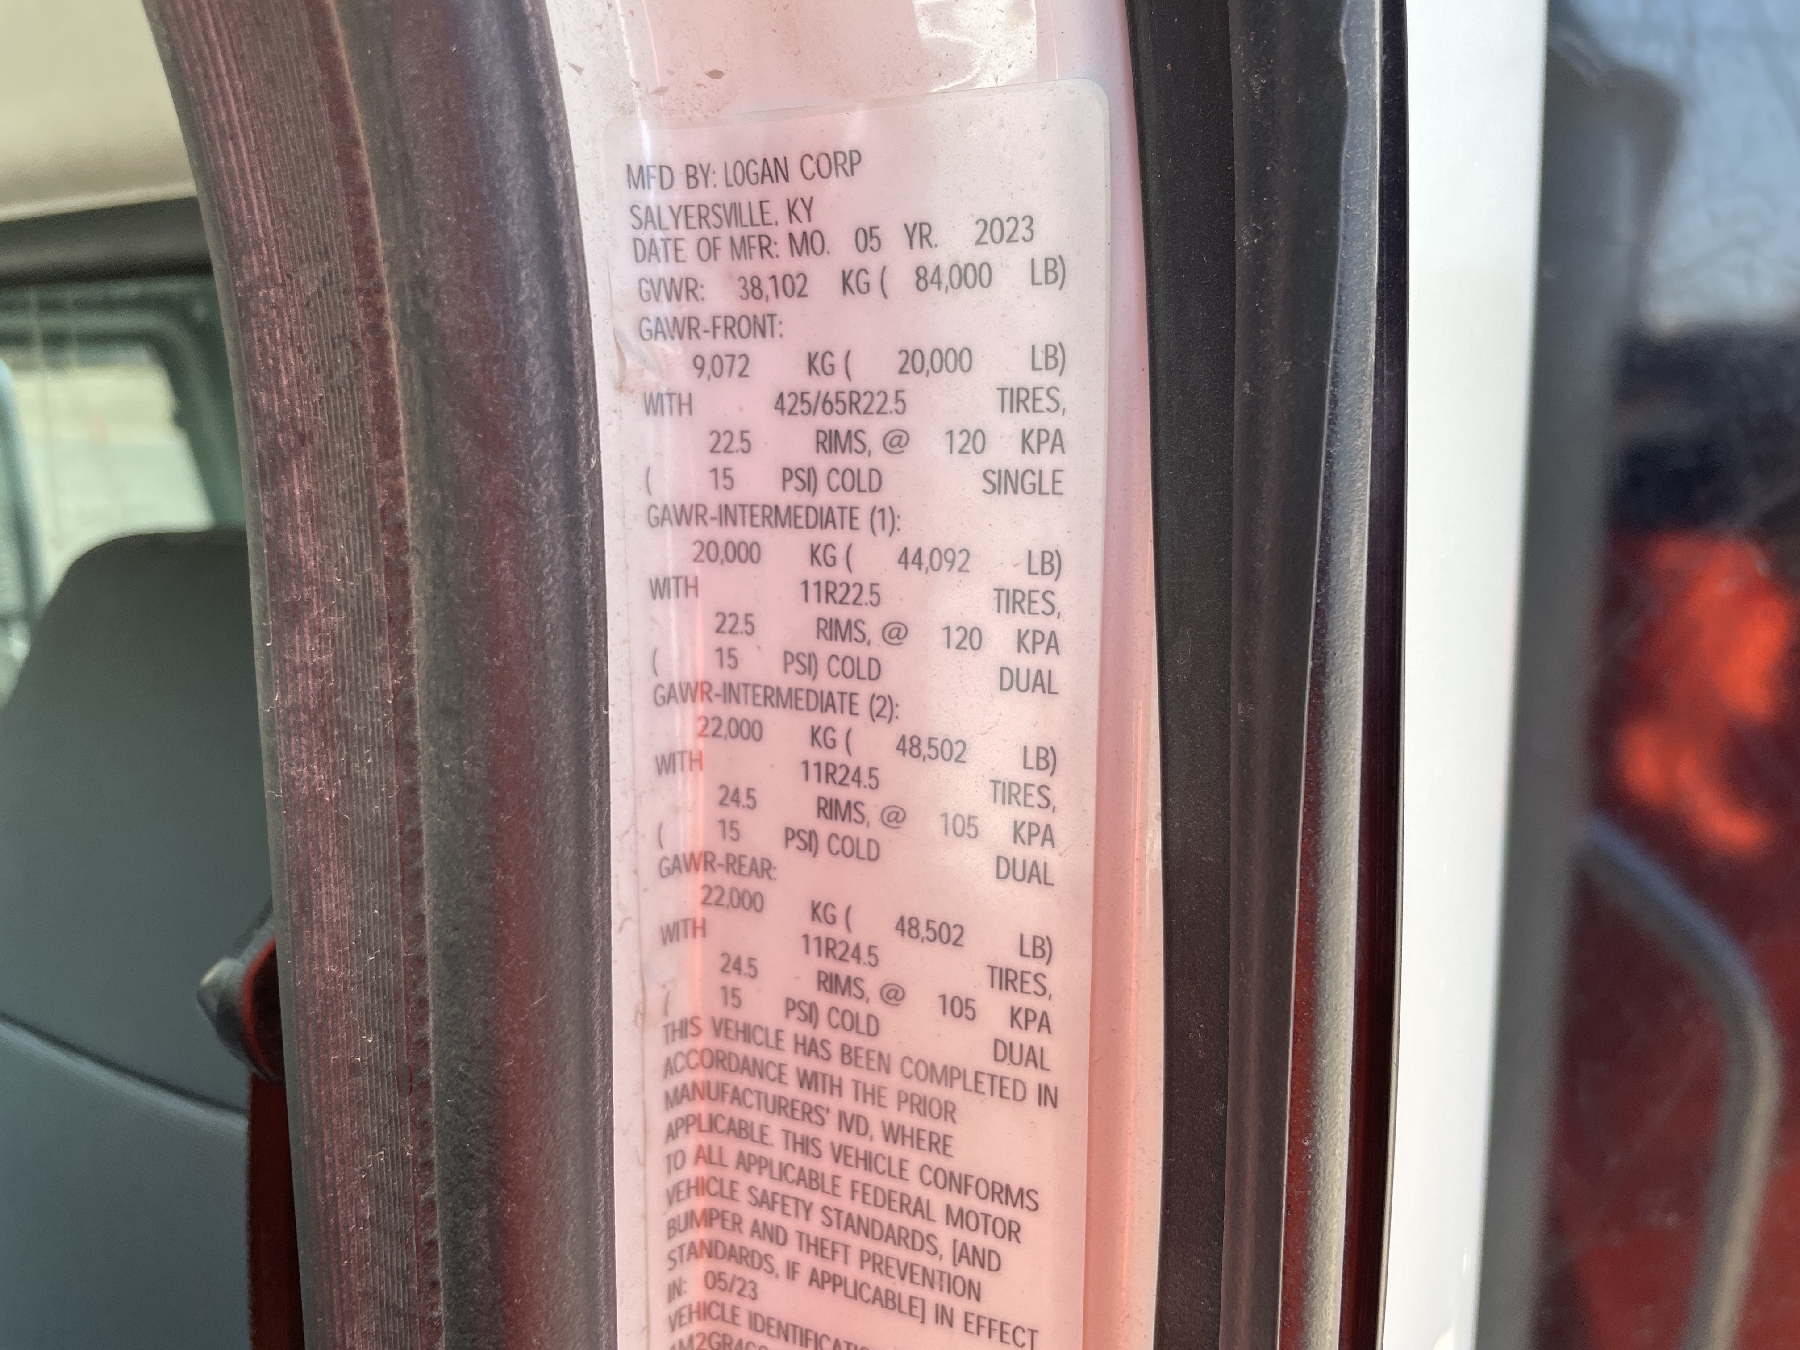 MFD BY: LOGAN CORP
SALYERSVILLE, KY
DATE OF MFR: MO. 05 YR. 2023
GVWR: 38,102 KG ( 84,000 LB)
GAWR-FRONT:
9,072 KG ( 20,000 LB)
WITH 425/65R22.5 TIRES,
22.5 RIMS, @ 120 KPA
( 15 PSI) COLD SINGLE
GAWR-INTERMEDIATE (1):
20,000 KG ( 44,092 LB)
WITH 11R22.5 TIRES,
22.5 RIMS, @ 120 KPA
( 15 PSI) COLD DUAL
GAWR-INTERMEDIATE (2):
22,000 KG ( 48,502 LB)
WITH 11R24.5 TIRES,
24.5 RIMS, @ 105 KPA
( 15 PSI) COLD DUAL
GAWR-REAR:
22,000 KG ( 48,502 LB)
WITH 11R24.5 TIRES,
24.5 RIMS, @ 105 KPA
( 15 PSI) COLD DUAL
THIS VEHICLE HAS BEEN COMPLETED IN
ACCORDANCE WITH THE PRIOR
MANUFACTURERS' IVD, WHERE
APPLICABLE. THIS VEHICLE CONFORMS
TO ALL APPLICABLE FEDERAL MOTOR
VEHICLE SAFETY STANDARDS, [AND
BUMPER AND THEFT PREVENTION
STANDARDS, IF APPLICABLE] IN EFFECT
IN: 05/23
VEHICLE